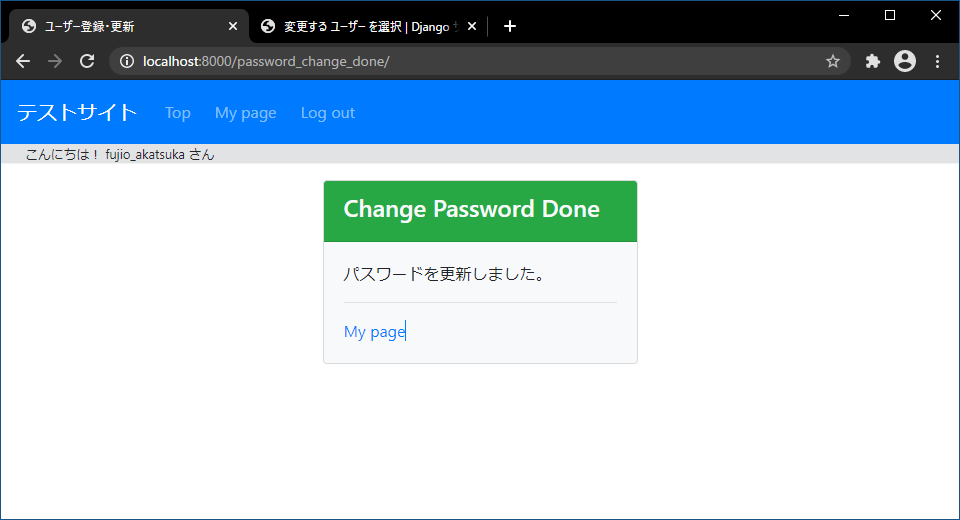 ユーザー登録・更新
変更する ユーザー を選択 | Django
localhost:8000/password_change_done/
テストサイト Top My page Log out
こんにちは！ fujio_akatsuka さん
Change Password Done
パスワードを更新しました。
My page